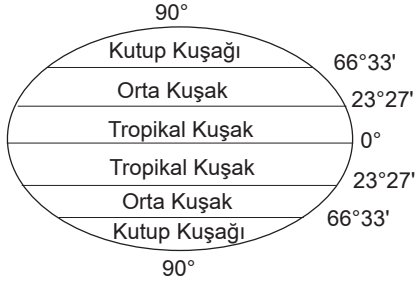 90°
Kutup Kuşağı
66°33'
Orta Kuşak
23°27'
Tropikal Kuşak
0°
Tropikal Kuşak
23°27'
Orta Kuşak
66°33'
Kutup Kuşağı
90°